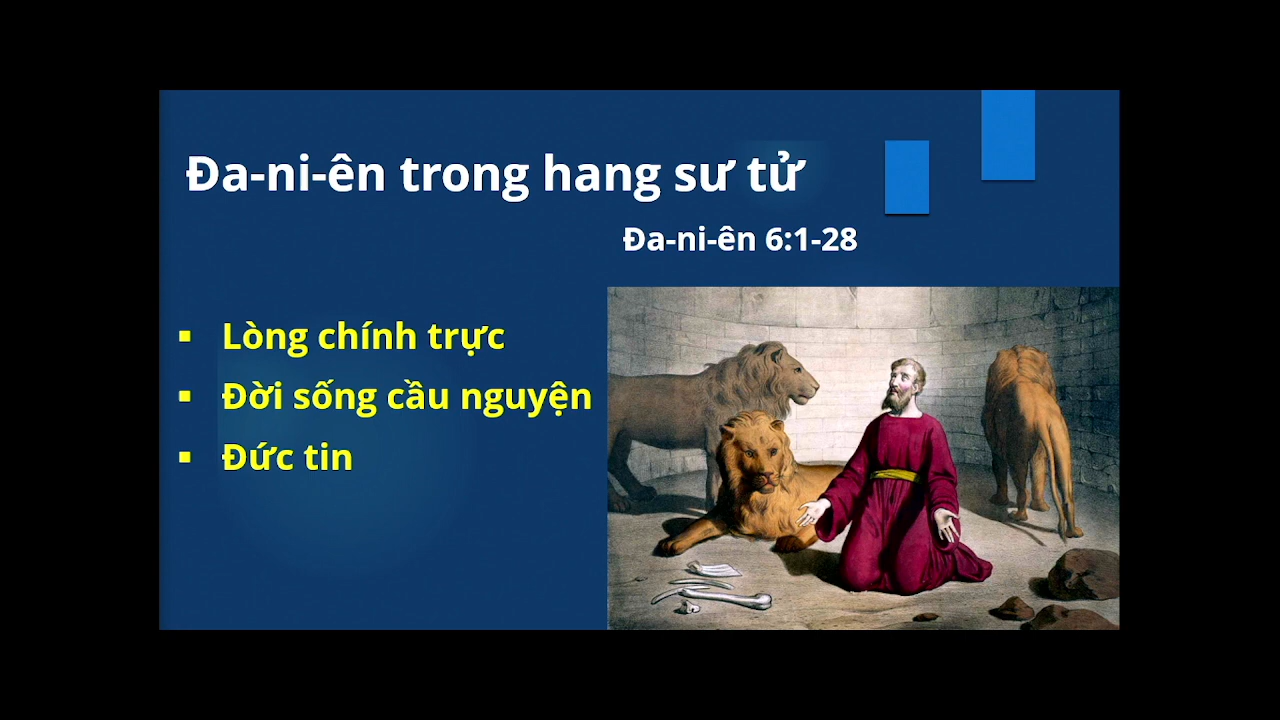 Đa-ni-ên trong hang sư tử
Đa-ni-ên 6:1-28
▪ Lòng chính trực
▪ Đời sống cầu nguyện
▪ Đức tin